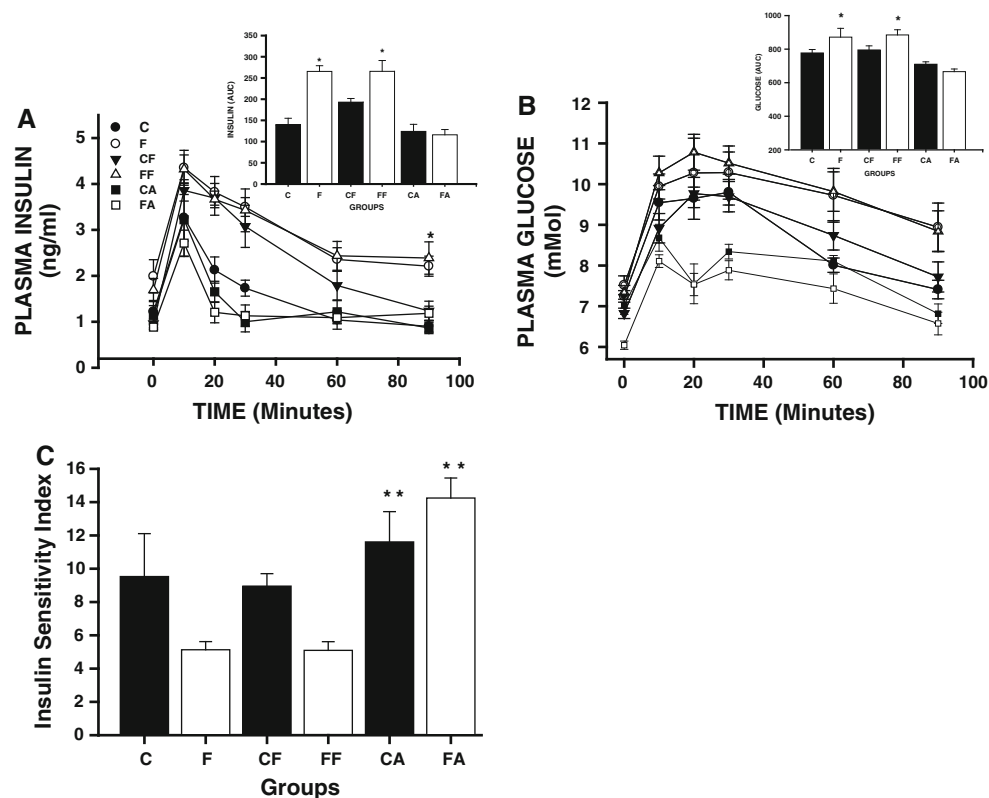 A
PLASMA INSULIN
(ng/ml)
5
4
3
2
1
0
C
F
CF
FF
CA
FA
*
0 20 40 60 80 100
TIME (Minutes)
INSULIN (AUC)
350
300
250
200
150
100
50
0
* *
C F CF FF CA FA
GROUPS
B
PLASMA GLUCOSE
(mMol)
12
11
10
9
8
7
6
0 20 40 60 80 100
TIME (Minutes)
GLUCOSE (AUC)
1000
800
600
400
200
* *
C F CF FF CA FA
GROUPS
C
Insulin Sensitivity Index
16
14
12
10
8
6
4
2
0
* * * *
C F CF FF CA FA
Groups